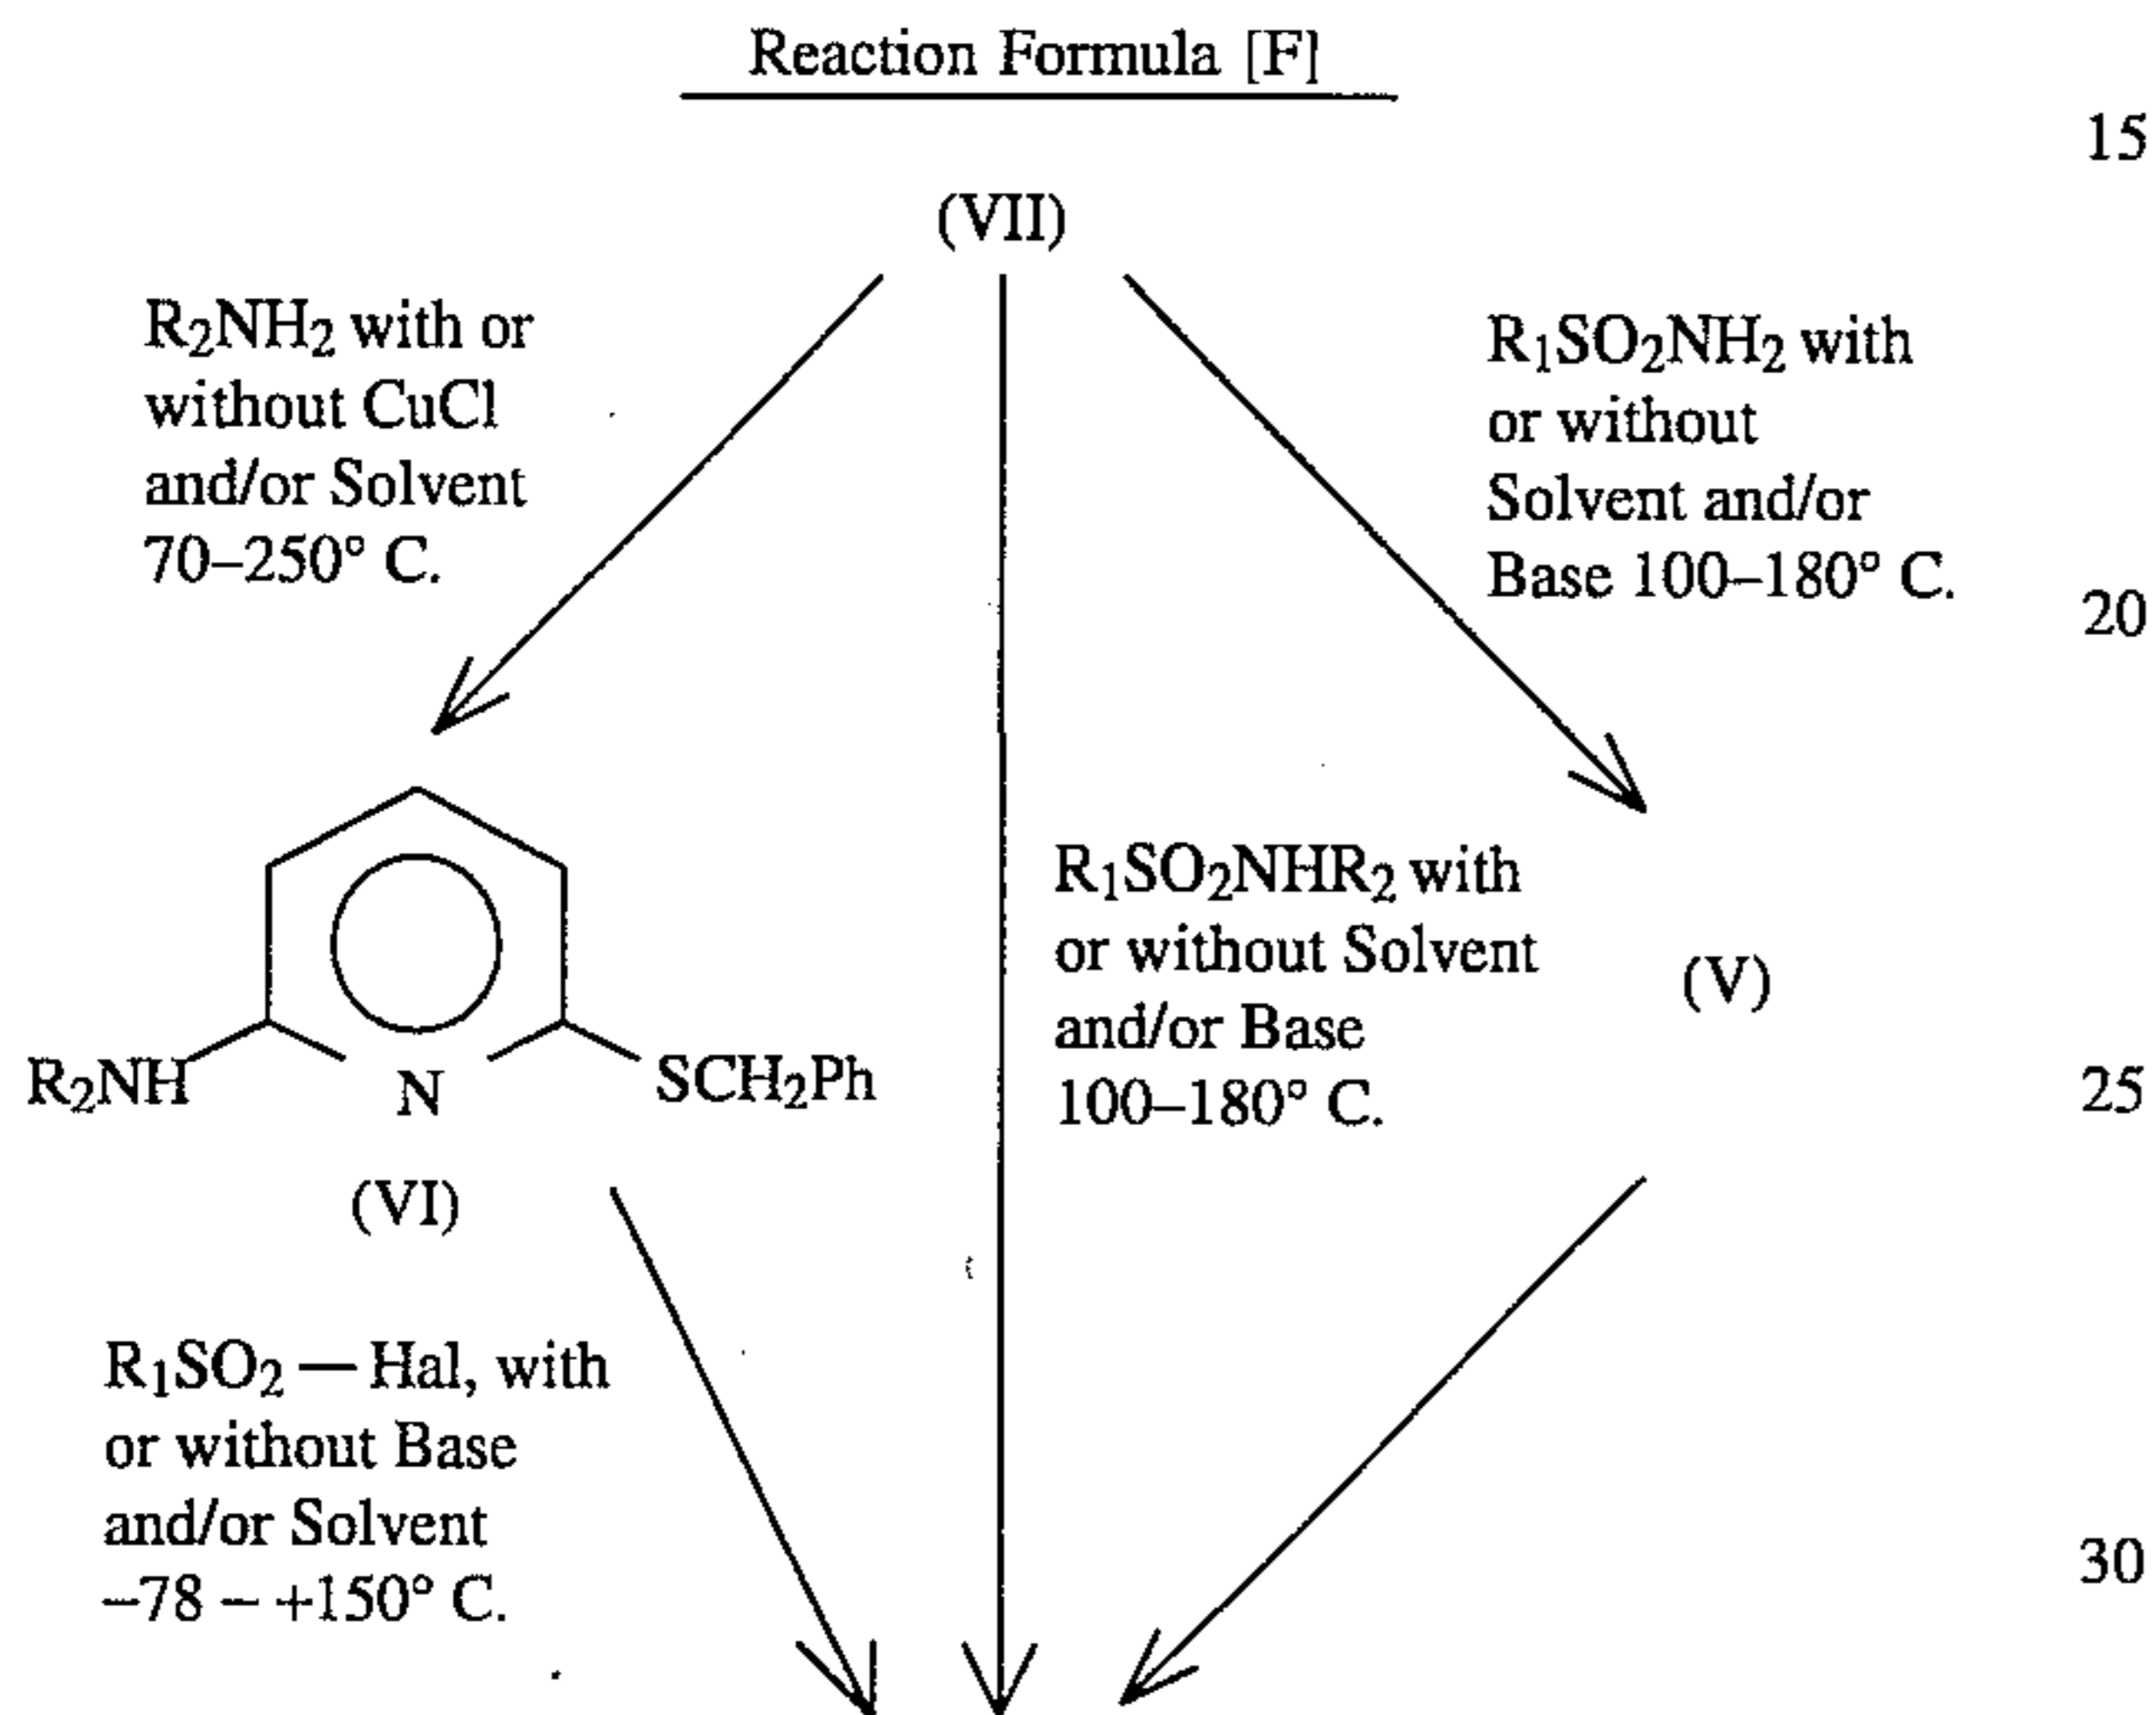 Reaction Formula [F]
15
(VII)
R₂NH₂ with or
without CuCl
and/or Solvent
70–250° C.
R₁SO₂NH₂ with
or without
Solvent and/or
Base 100–180° C.
20
R₁SO₂NHR₂ with
or without Solvent
and/or Base
100–180° C.
(V)
R₂NH
N
SCH₂Ph
25
(VI)
R₁SO₂ — Hal, with
or without Base
and/or Solvent
–78 – +150° C.
30